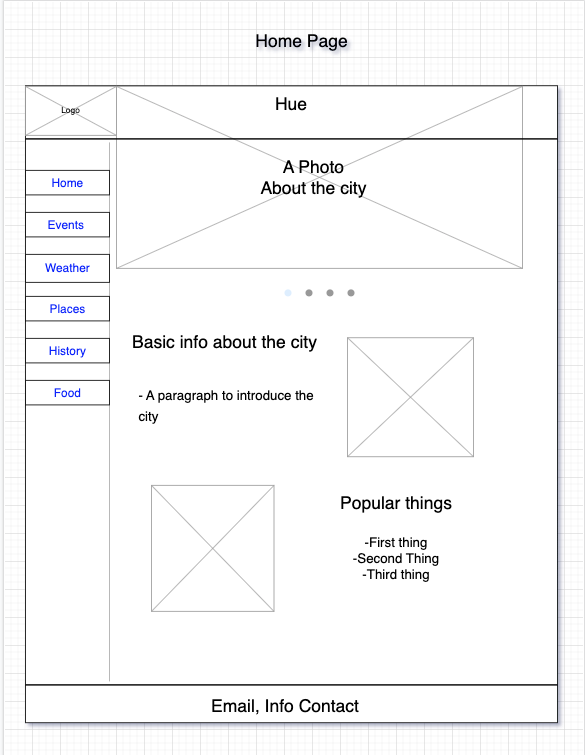 Home Page
Logo
Hue
A Photo
About the city
Home
Events
Weather
Places
History
Food
Basic info about the city
- A paragraph to introduce the
city
Popular things
-First thing
-Second Thing
-Third thing
Email, Info Contact